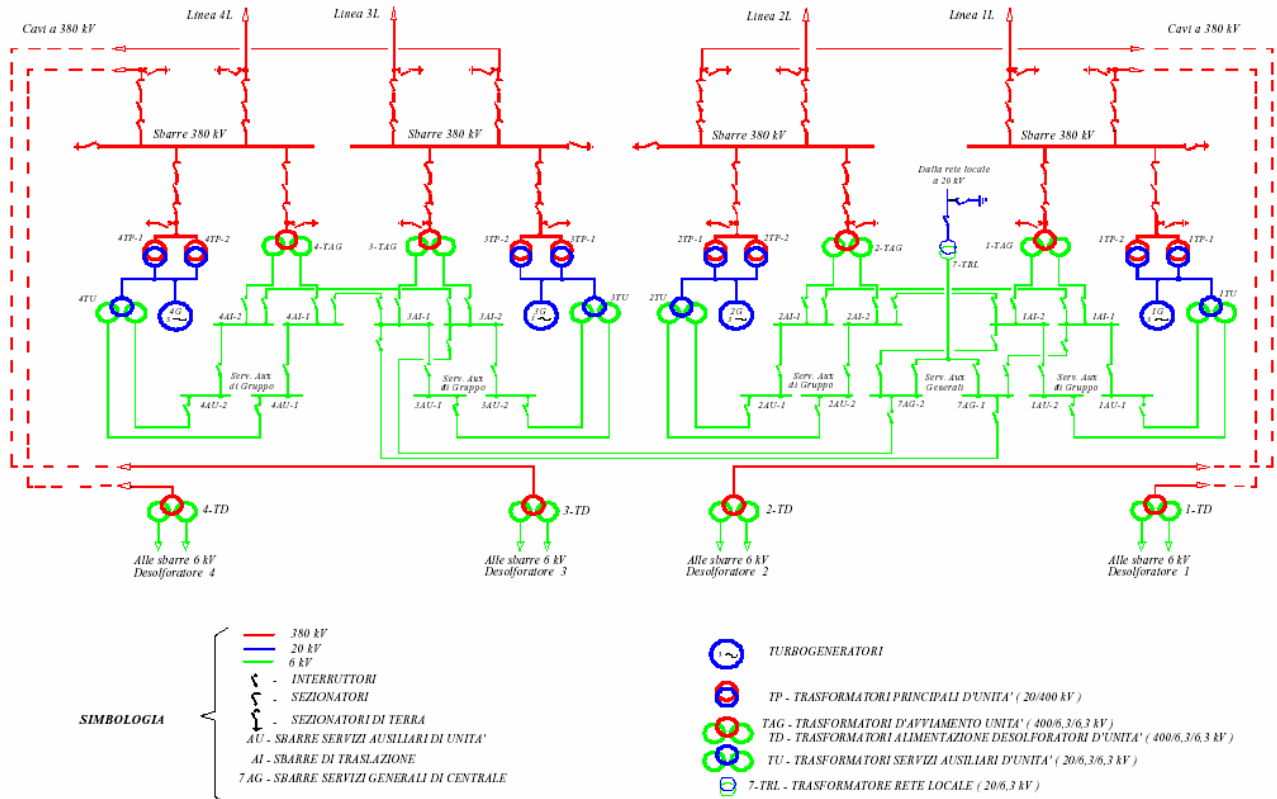 Linea 4L
Linea 3L
Linea 2L
Linea 1L
Cavi a 380 kV
Cavi a 380 kV
Sbarre 380 kV
Sbarre 380 kV
Sbarre 380 kV
Sbarre 380 kV
Dalla rete locale
a 20 kV
4TP-1
4TP-2
4-TAG
3-TAG
3TP-2
3TP-1
2TP-1
2TP-2
2-TAG
7-TRL
1-TAG
1TP-2
1TP-1
4TU
4G
3G
3TU
2TU
2G
1G
1TU
4AI-2
4AI-1
3AI-1
3AI-2
2AI-1
2AI-2
1AI-2
1AI-1
Serv. Aux
di Gruppo
Serv. Aux
di Gruppo
Serv. Aux
di Gruppo
Serv. Aux
Generali
Serv. Aux
di Gruppo
4AU-2
4AU-1
3AU-1
3AU-2
2AU-1
2AU-2
7AG-2
7AG-1
1AU-2
1AU-1
4-TD
3-TD
2-TD
1-TD
Alle sbarre 6 kV
Desolforatore 4
Alle sbarre 6 kV
Desolforatore 3
Alle sbarre 6 kV
Desolforatore 2
Alle sbarre 6 kV
Desolforatore 1
SIMBOLOGIA
380 kV
20 kV
6 kV
- INTERRUTTORI
- SEZIONATORI
- SEZIONATORI DI TERRA
AU - SBARRE SERVIZI AUSILIARI DI UNITA'
AI - SBARRE DI TRASLAZIONE
7 AG - SBARRE SERVIZI GENERALI DI CENTRALE
TURBOGENERATORI
TP - TRASFORMATORI PRINCIPALI D'UNITA' ( 20/400 kV )
TAG - TRASFORMATORI D'AVVIAMENTO UNITA' ( 400/6,3/6,3 kV )
TD - TRASFORMATORI ALIMENTAZIONE DESOLFORATORI D'UNITA' ( 400/6,3/6,3 kV )
TU - TRASFORMATORI SERVIZI AUSILIARI D'UNITA' ( 20/6,3/6,3 kV )
7-TRL - TRASFORMATORE RETE LOCALE ( 20/6,3 kV )